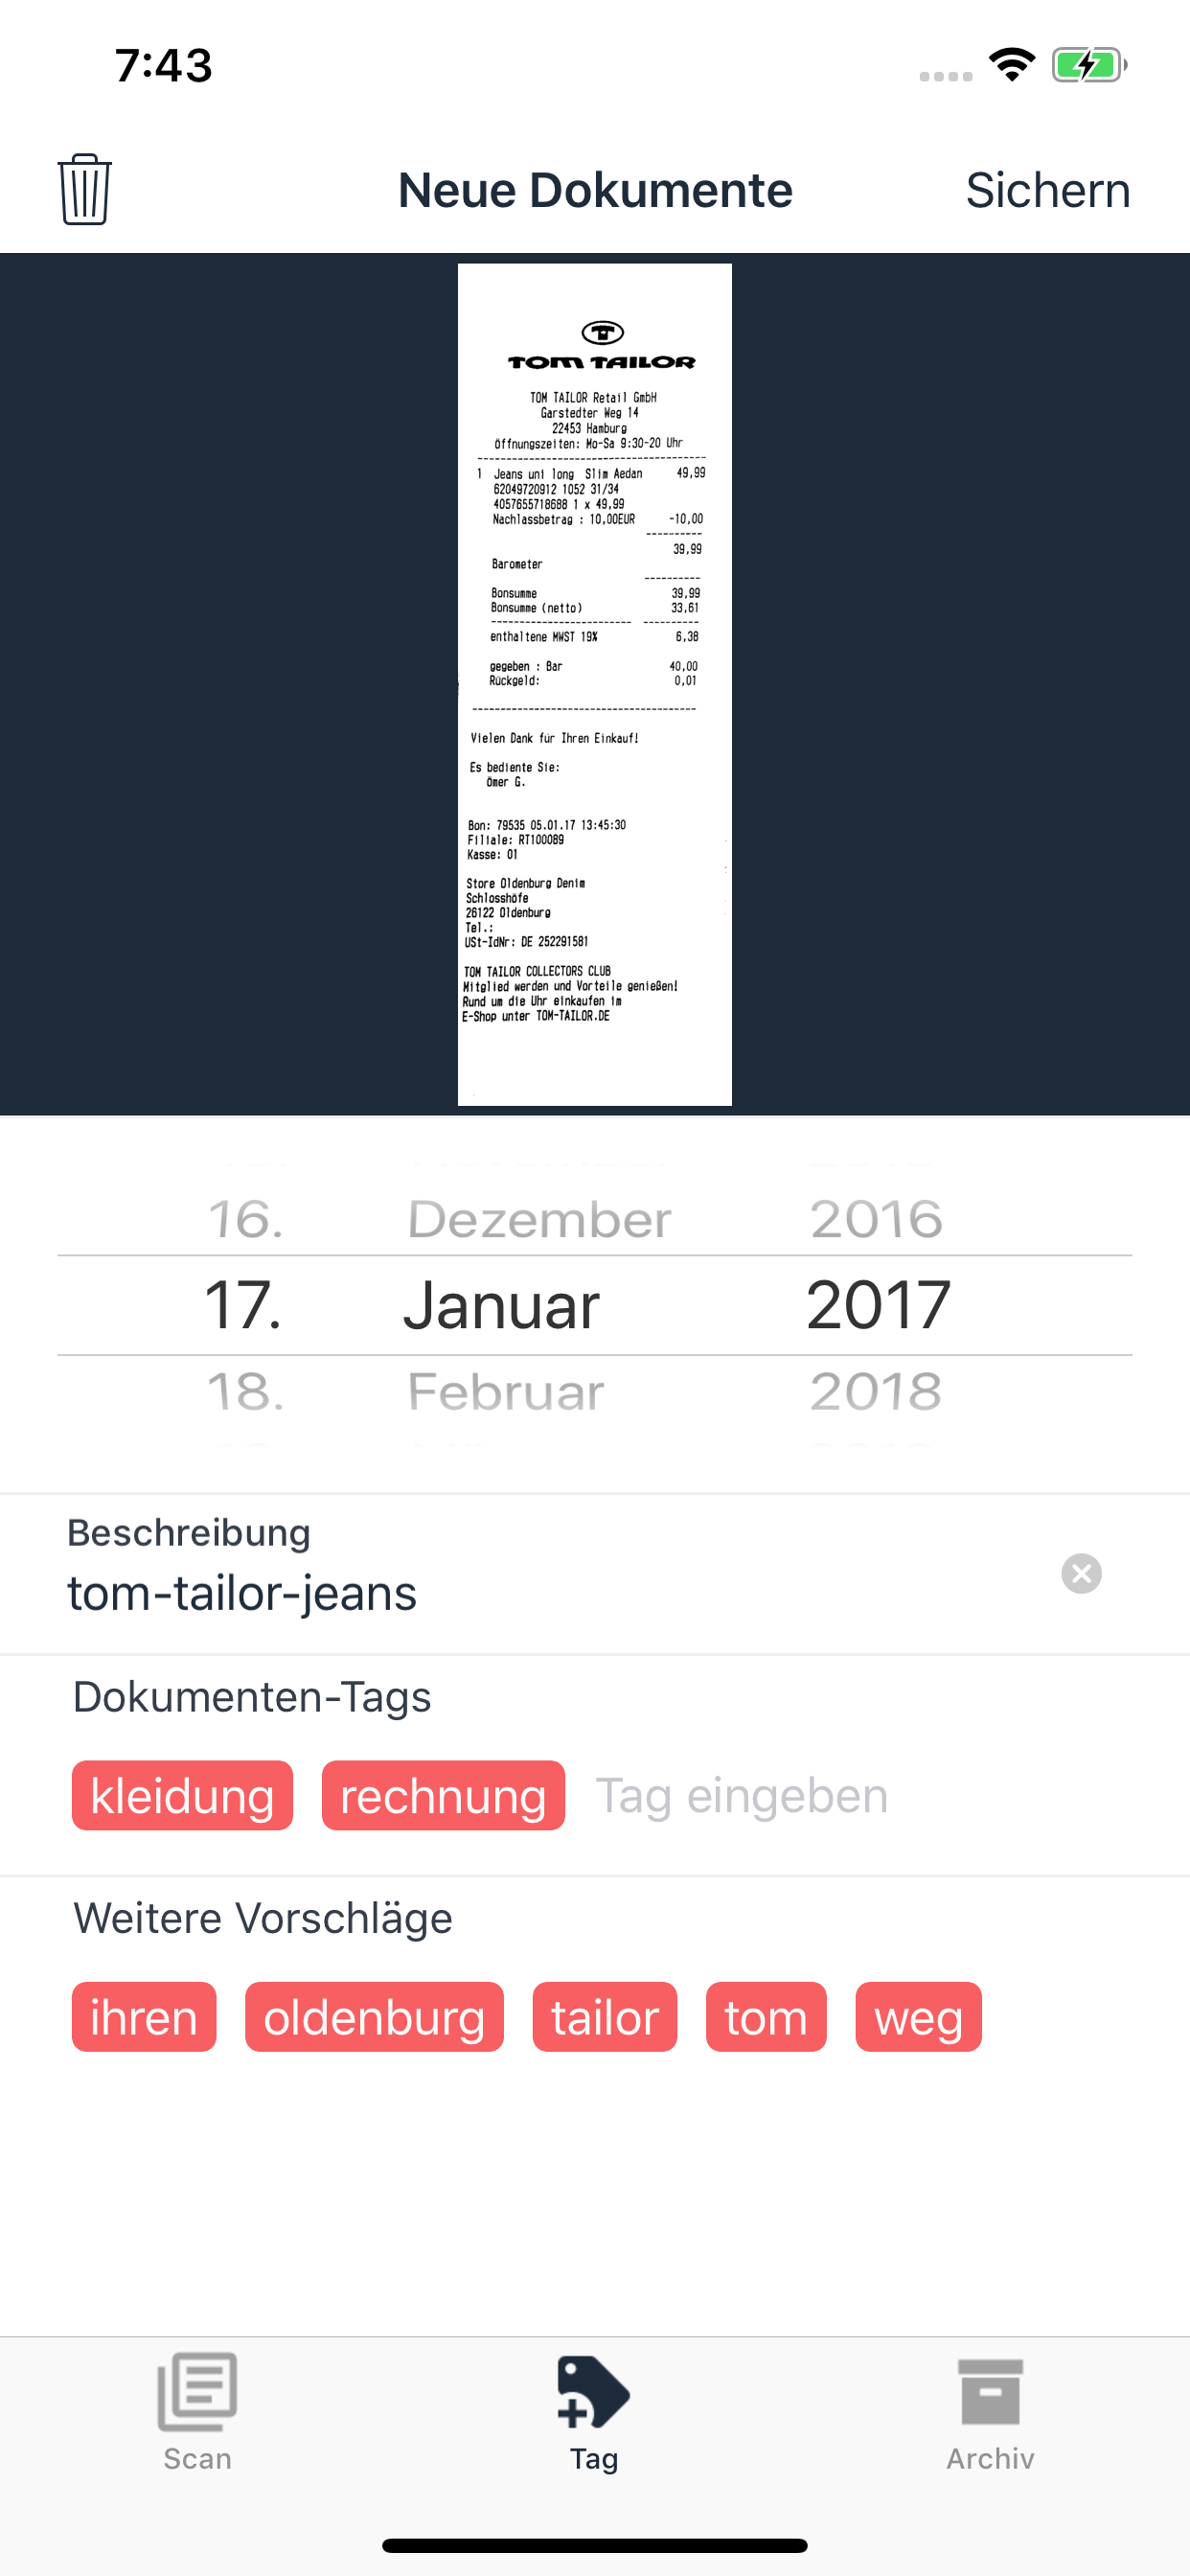 7:43
Neue Dokumente
Sichern
TOM TAILOR
TOM TAILOR Retail GmbH
Garstedter Weg 14
22453 Hamburg
Öffnungszeiten: Mo-Sa 9:30-20 Uhr
1 Jeans uni long Slim Aedan 49,99
62049720912 1052 31/34
4057655718688 1 x 49,99
Nachlassbetrag : 10,00EUR -10,00
39,99
Barometer
Bonsumme 39,99
Bonsumme (netto) 33,61
enthaltene MWST 19% 6,38
gegeben : Bar 40,00
Rückgeld: 0,01
Vielen Dank für Ihren Einkauf!
Es bediente Sie:
Ömer G.
Bon: 79535 05.01.17 13:45:30
Filiale: RT100089
Kasse: 01
Store Oldenburg Denim
Schlosshöfe
26122 Oldenburg
Tel.:
USt-IdNr: DE 252291581
TOM TAILOR COLLECTORS CLUB
Mitglied werden und Vorteile genießen!
Rund um die Uhr einkaufen im
E-Shop unter TOM-TAILOR.DE
16. Dezember 2016
17. Januar 2017
18. Februar 2018
Beschreibung
tom-tailor-jeans
Dokumenten-Tags
kleidung rechnung Tag eingeben
Weitere Vorschläge
ihren oldenburg tailor tom weg
Scan Tag Archiv